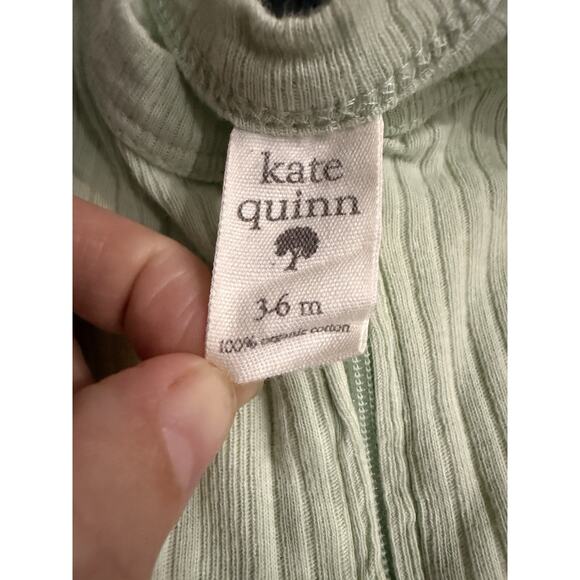 kate
quinn
3-6 m
100% organic cotton